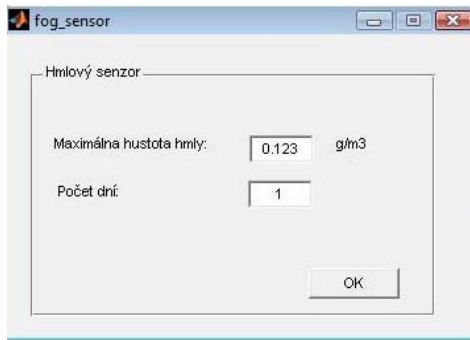 fog_sensor
Hmlový senzor
Maximálna hustota hmly: 0.123 g/m3
Počet dní: 1
OK